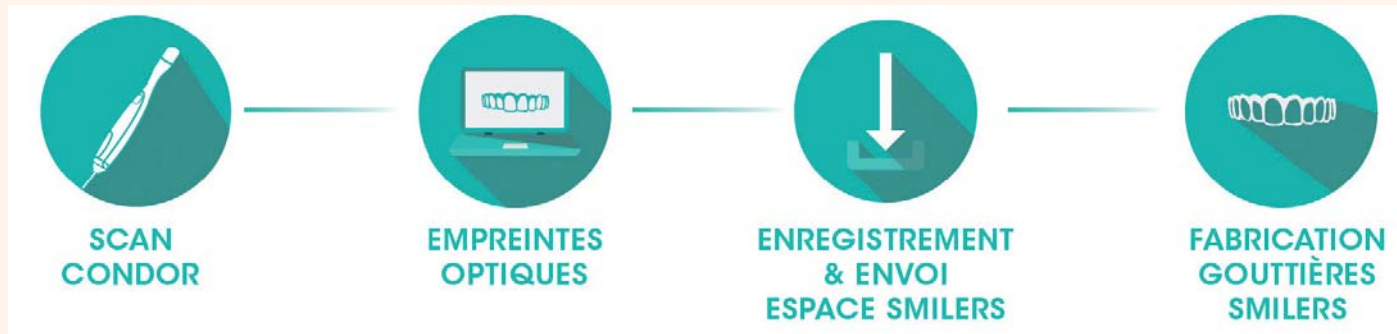 SCAN
CONDOR
EMPREINTES
OPTIQUES
ENREGISTREMENT
& ENVOI
ESPACE SMILERS
FABRICATION
GOUTTIÈRES
SMILERS